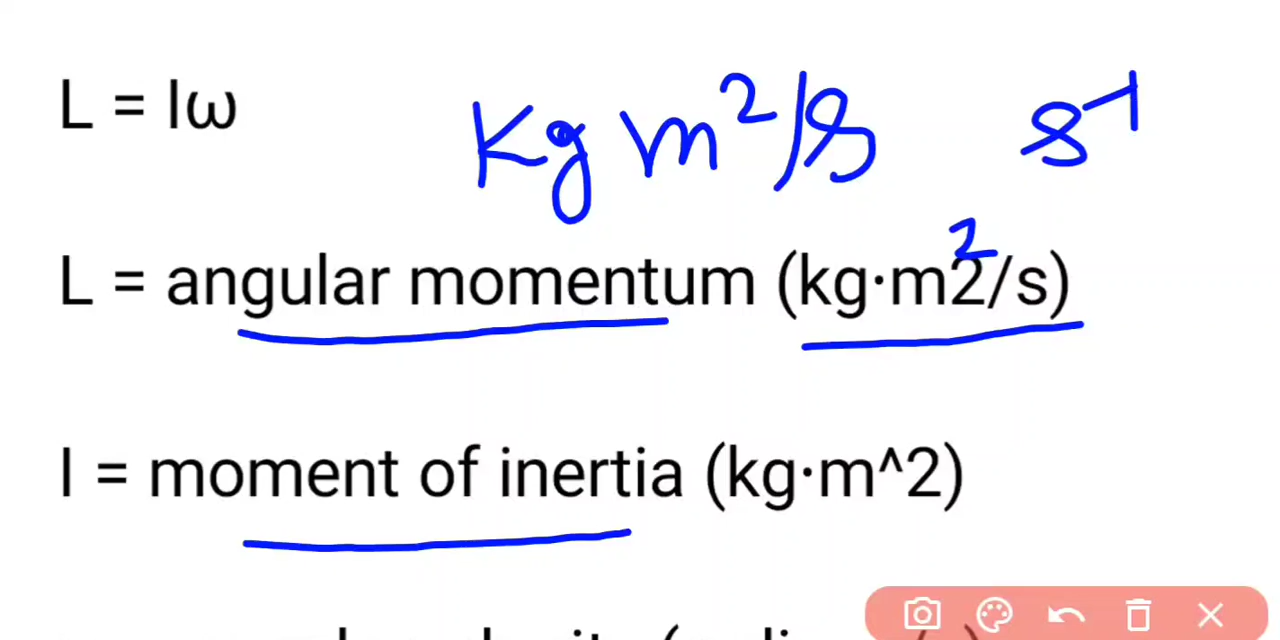 L = Iω
Kg m²/s s⁻¹
2
L = angular momentum (kg·m2/s)
I = moment of inertia (kg·m^2)